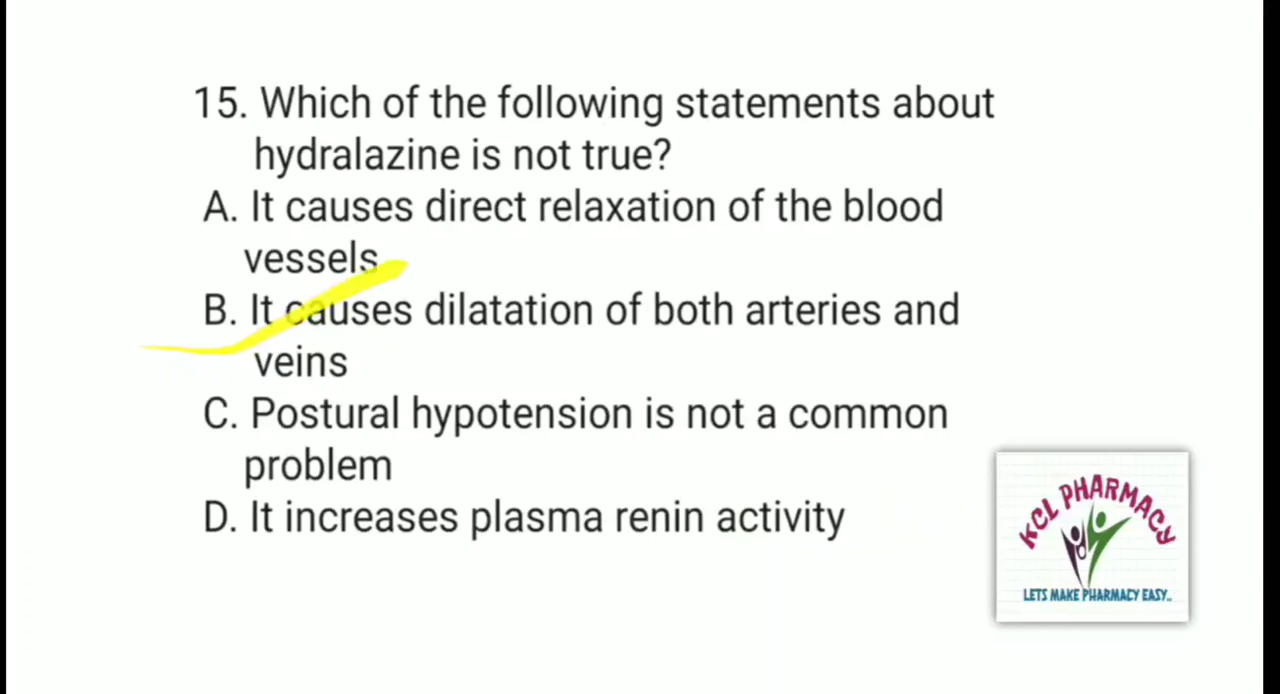 15. Which of the following statements about
hydralazine is not true?
A. It causes direct relaxation of the blood
vessels
B. It causes dilatation of both arteries and
veins
C. Postural hypotension is not a common
problem
D. It increases plasma renin activity
KCL PHARMACY
LETS MAKE PHARMACY EASY..